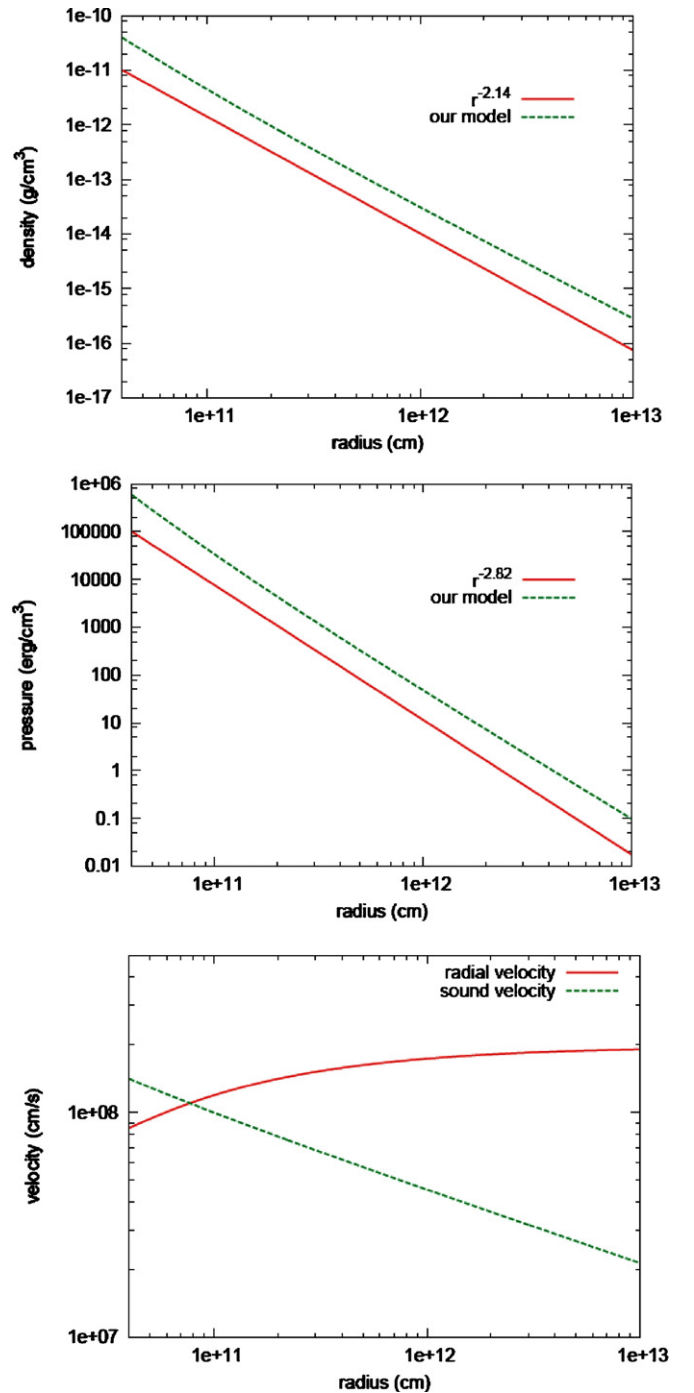 1e-10
1e-11
1e-12
1e-13
1e-14
1e-15
1e-16
1e-17
density (g/cm³)
r⁻²·¹⁴
our model
1e+11 1e+12 1e+13
radius (cm)
1e+06
100000
10000
1000
100
10
1
0.1
0.01
pressure (erg/cm³)
r⁻²·⁸²
our model
1e+11 1e+12 1e+13
radius (cm)
radial velocity
sound velocity
1e+08
1e+07
velocity (cm/s)
1e+11 1e+12 1e+13
radius (cm)